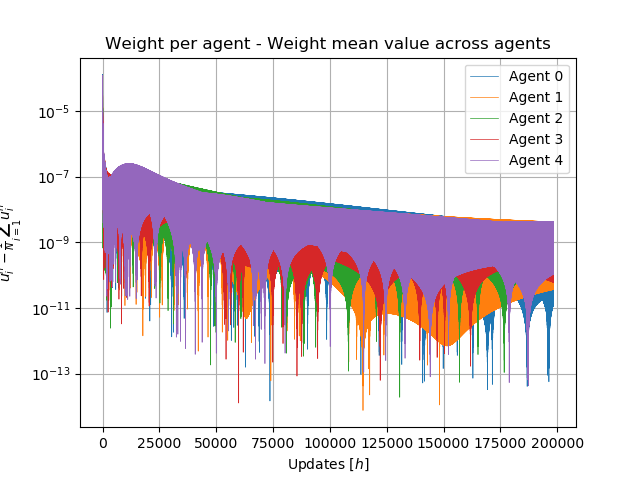 Weight per agent - Weight mean value across agents
Agent 0
Agent 1
Agent 2
Agent 3
Agent 4
10⁻⁵
10⁻⁷
10⁻⁹
10⁻¹¹
10⁻¹³
0 25000 50000 75000 100000 125000 150000 175000 200000
Updates [h]